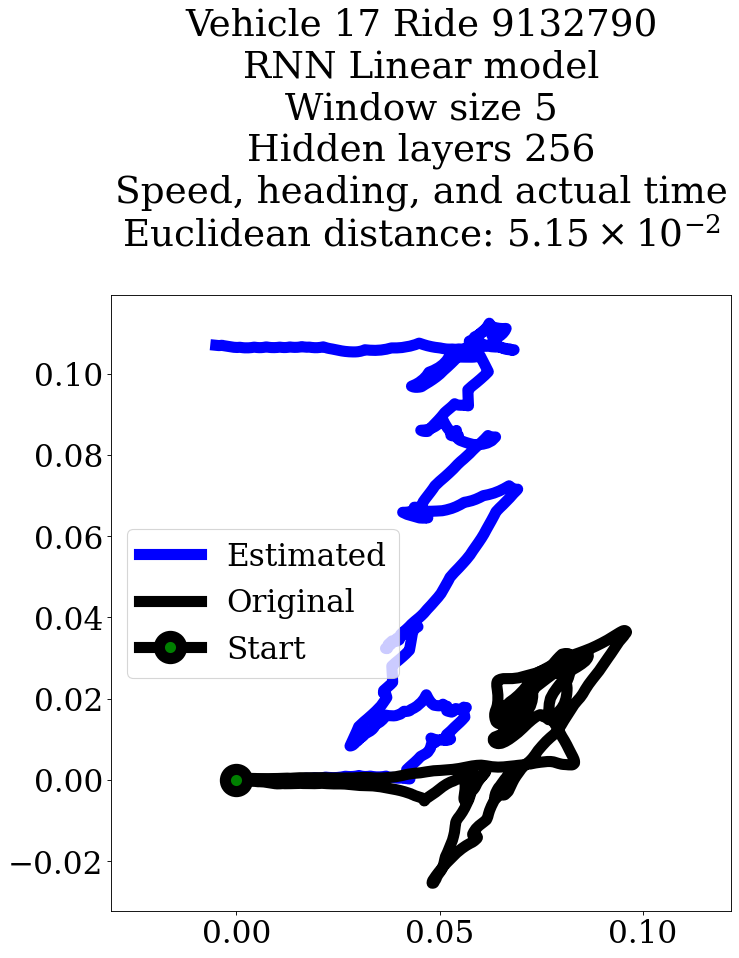 Vehicle 17 Ride 9132790
RNN Linear model
Window size 5
Hidden layers 256
Speed, heading, and actual time
Euclidean distance: 5.15 × 10⁻²
0.10
0.08
0.06
0.04
0.02
0.00
−0.02
Estimated
Original
Start
0.00 0.05 0.10